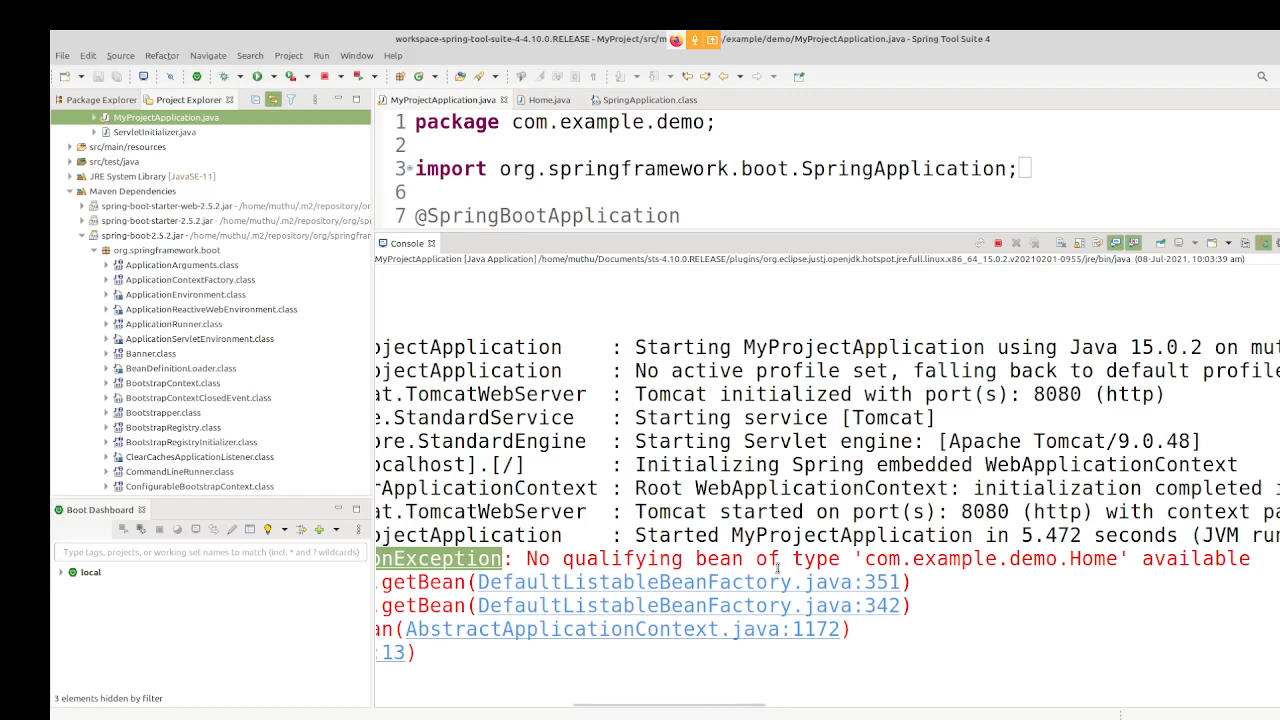 workspace-spring-tool-suite-4-4.10.0.RELEASE - MyProject/src/m /example/demo/MyProjectApplication.java - Spring Tool Suite 4
File Edit Source Refactor Navigate Search Project Run Window Help
Package Explorer Project Explorer
MyProjectApplication.java
ServletInitializer.java
src/main/resources
src/test/java
JRE System Library [JavaSE-11]
Maven Dependencies
spring-boot-starter-web-2.5.2.jar - /home/muthu/.m2/repository/o
spring-boot-starter-2.5.2.jar - /home/muthu/.m2/repository/org/sp
spring-boot-2.5.2.jar - /home/muthu/.m2/repository/org/springfrar
org.springframework.boot
ApplicationArguments.class
ApplicationContextFactory.class
ApplicationEnvironment.class
ApplicationReactiveWebEnvironment.class
ApplicationRunner.class
ApplicationServletEnvironment.class
Banner.class
BeanDefinitionLoader.class
BootstrapContext.class
BootstrapContextClosedEvent.class
Bootstrapper.class
BootstrapRegistry.class
BootstrapRegistryInitializer.class
ClearCachesApplicationListener.class
CommandLineRunner.class
ConfigurableBootstrapContext.class
Boot Dashboard
Type tags, projects, or working set names to match (incl. * and ? wildcards)
local
3 elements hidden by filter
MyProjectApplication.java Home.java SpringApplication.class
1 package com.example.demo;
2
3 import org.springframework.boot.SpringApplication;
6
7 @SpringBootApplication
Console
MyProjectApplication [Java Application] /home/muthu/Documents/sts-4.10.0.RELEASE/plugins/org.eclipse.justj.openjdk.hotspot.jre.full.linux.x86_64_15.0.2.v20210201-0955/jre/bin/java (08-Jul-2021, 10:03:39 am)
ojectApplication : Starting MyProjectApplication using Java 15.0.2 on mut
ojectApplication : No active profile set, falling back to default profile
at.TomcatWebServer : Tomcat initialized with port(s): 8080 (http)
e.StandardService : Starting service [Tomcat]
ore.StandardEngine : Starting Servlet engine: [Apache Tomcat/9.0.48]
ocalhost].[/] : Initializing Spring embedded WebApplicationContext
rApplicationContext : Root WebApplicationContext: initialization completed i
at.TomcatWebServer : Tomcat started on port(s): 8080 (http) with context pa
ojectApplication : Started MyProjectApplication in 5.472 seconds (JVM run
onException: No qualifying bean of type 'com.example.demo.Home' available
.getBean(DefaultListableBeanFactory.java:351)
.getBean(DefaultListableBeanFactory.java:342)
an(AbstractApplicationContext.java:1172)
:13)